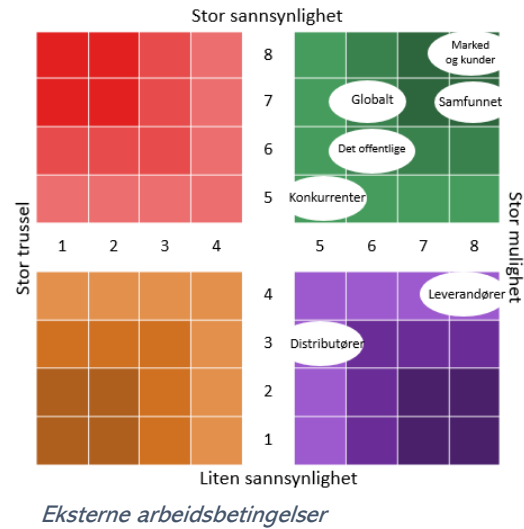 Stor sannsynlighet
8
Marked
og kunder
7
Globalt
Samfunnet
6
Det offentlige
5
Konkurrenter
Stor trussel
1 2 3 4
5 6 7 8
Stor mulighet
4
Leverandører
3
Distributører
2
1
Liten sannsynlighet
Eksterne arbeidsbetingelser